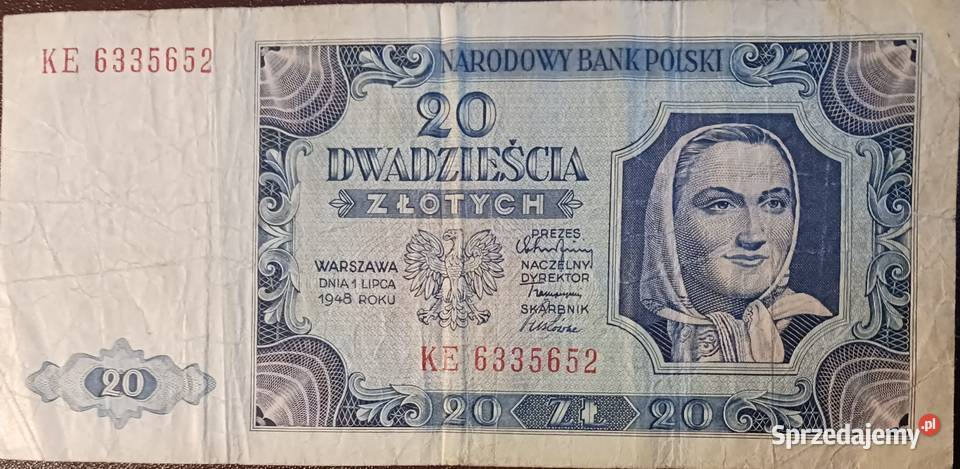 KE 6335652
NARODOWY BANK POLSKI
20
DWADZIEŚCIA
ZŁOTYCH
WARSZAWA
DNIA 1 LIPCA
1948 ROKU
PREZES
NACZELNY
DYREKTOR
SKARBNIK
KE 6335652
20
20 ZŁ 20
Sprzedajemy.pl